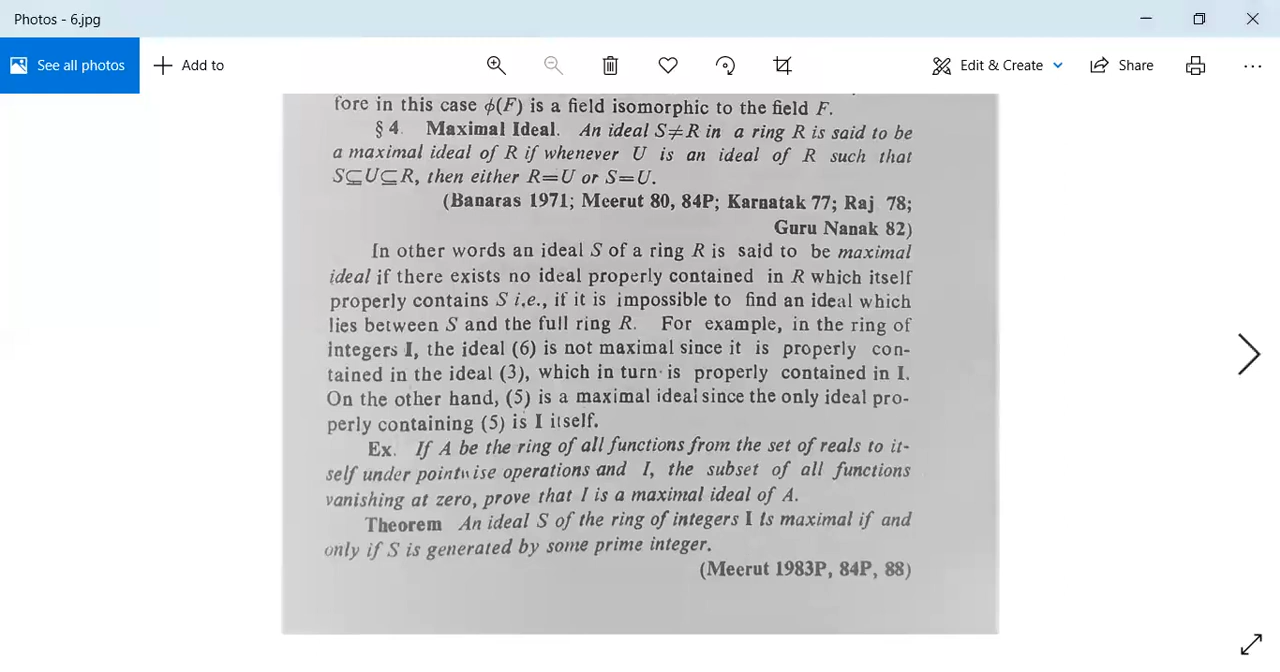 Photos - 6.jpg
See all photos
Add to
Edit & Create
Share
fore in this case ϕ(F) is a field isomorphic to the field F.
§ 4. Maximal Ideal. An ideal S≠R in a ring R is said to be
a maximal ideal of R if whenever U is an ideal of R such that
S⊆U⊆R, then either R=U or S=U.
(Banaras 1971; Meerut 80, 84P; Karnatak 77; Raj 78;
Guru Nanak 82)
In other words an ideal S of a ring R is said to be maximal
ideal if there exists no ideal properly contained in R which itself
properly contains S i.e., if it is impossible to find an ideal which
lies between S and the full ring R. For example, in the ring of
integers I, the ideal (6) is not maximal since it is properly con-
tained in the ideal (3), which in turn is properly contained in I.
On the other hand, (5) is a maximal ideal since the only ideal pro-
perly containing (5) is I itself.
Ex. If A be the ring of all functions from the set of reals to it-
self under pointwise operations and I, the subset of all functions
vanishing at zero, prove that I is a maximal ideal of A.
Theorem An ideal S of the ring of integers I is maximal if and
only if S is generated by some prime integer.
(Meerut 1983P, 84P, 88)